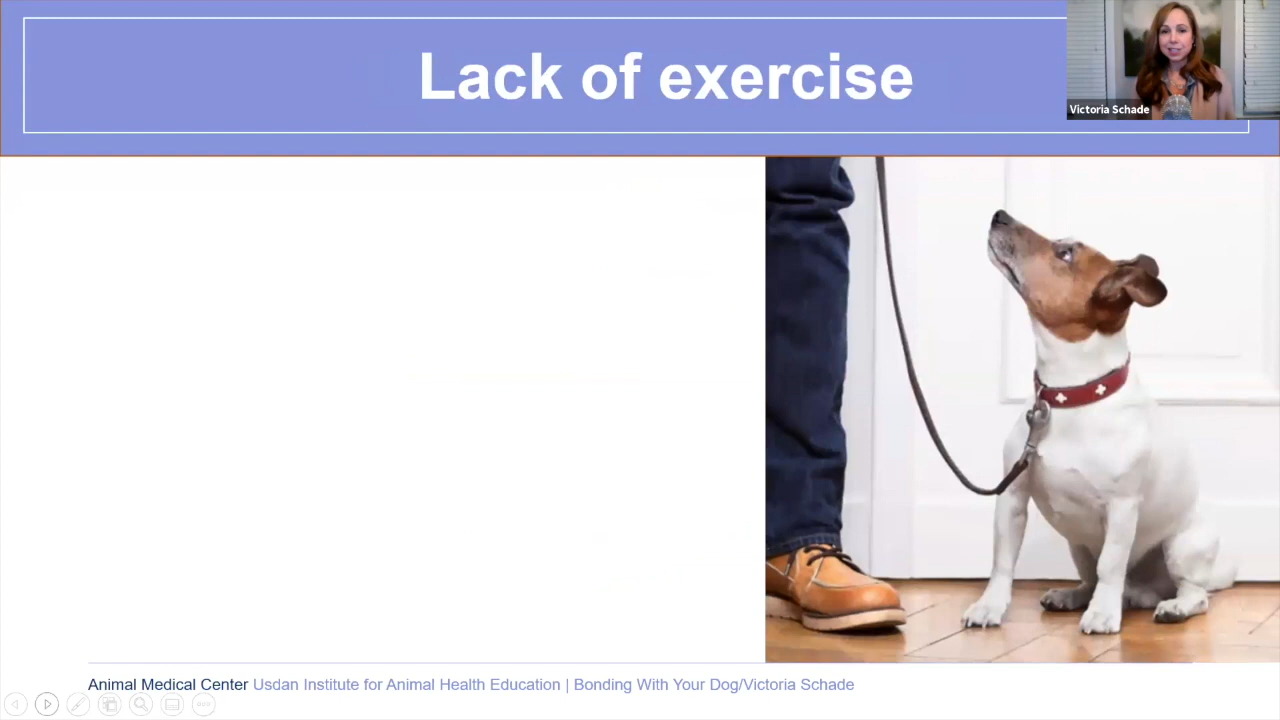 Lack of exercise
Victoria Schade
Animal Medical Center Usdan Institute for Animal Health Education | Bonding With Your Dog/Victoria Schade